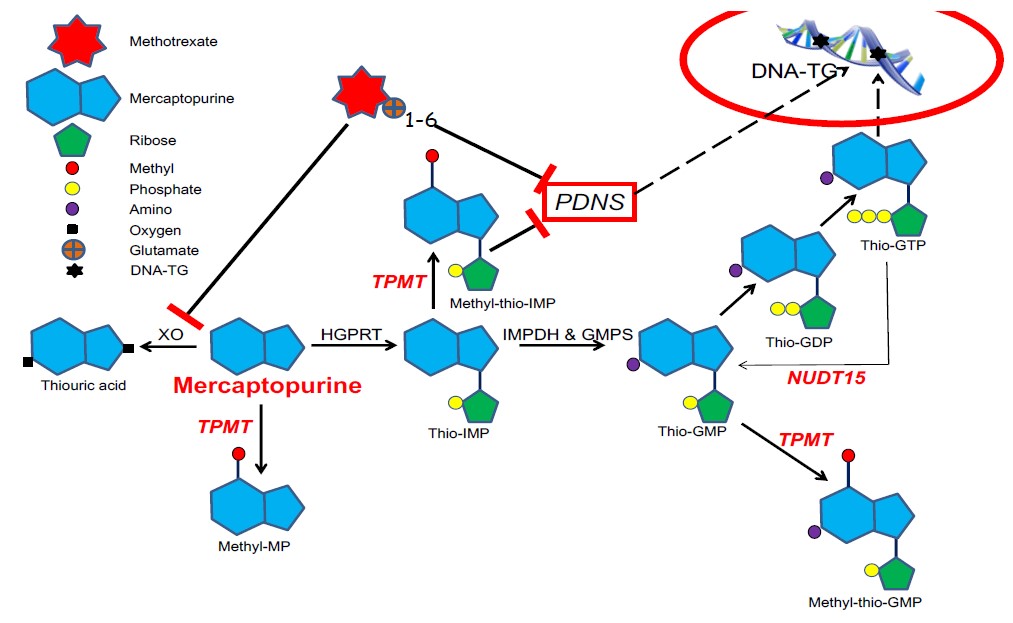 Methotrexate
Mercaptopurine
Ribose
Methyl
Phosphate
Amino
Oxygen
Glutamate
DNA-TG
1-6
DNA-TG
PDNS
Thio-GTP
TPMT
Methyl-thio-IMP
Thio-GDP
XO
HGPRT
IMPDH & GMPS
Thiouric acid
Mercaptopurine
NUDT15
TPMT
Thio-IMP
Thio-GMP
TPMT
Methyl-MP
Methyl-thio-GMP